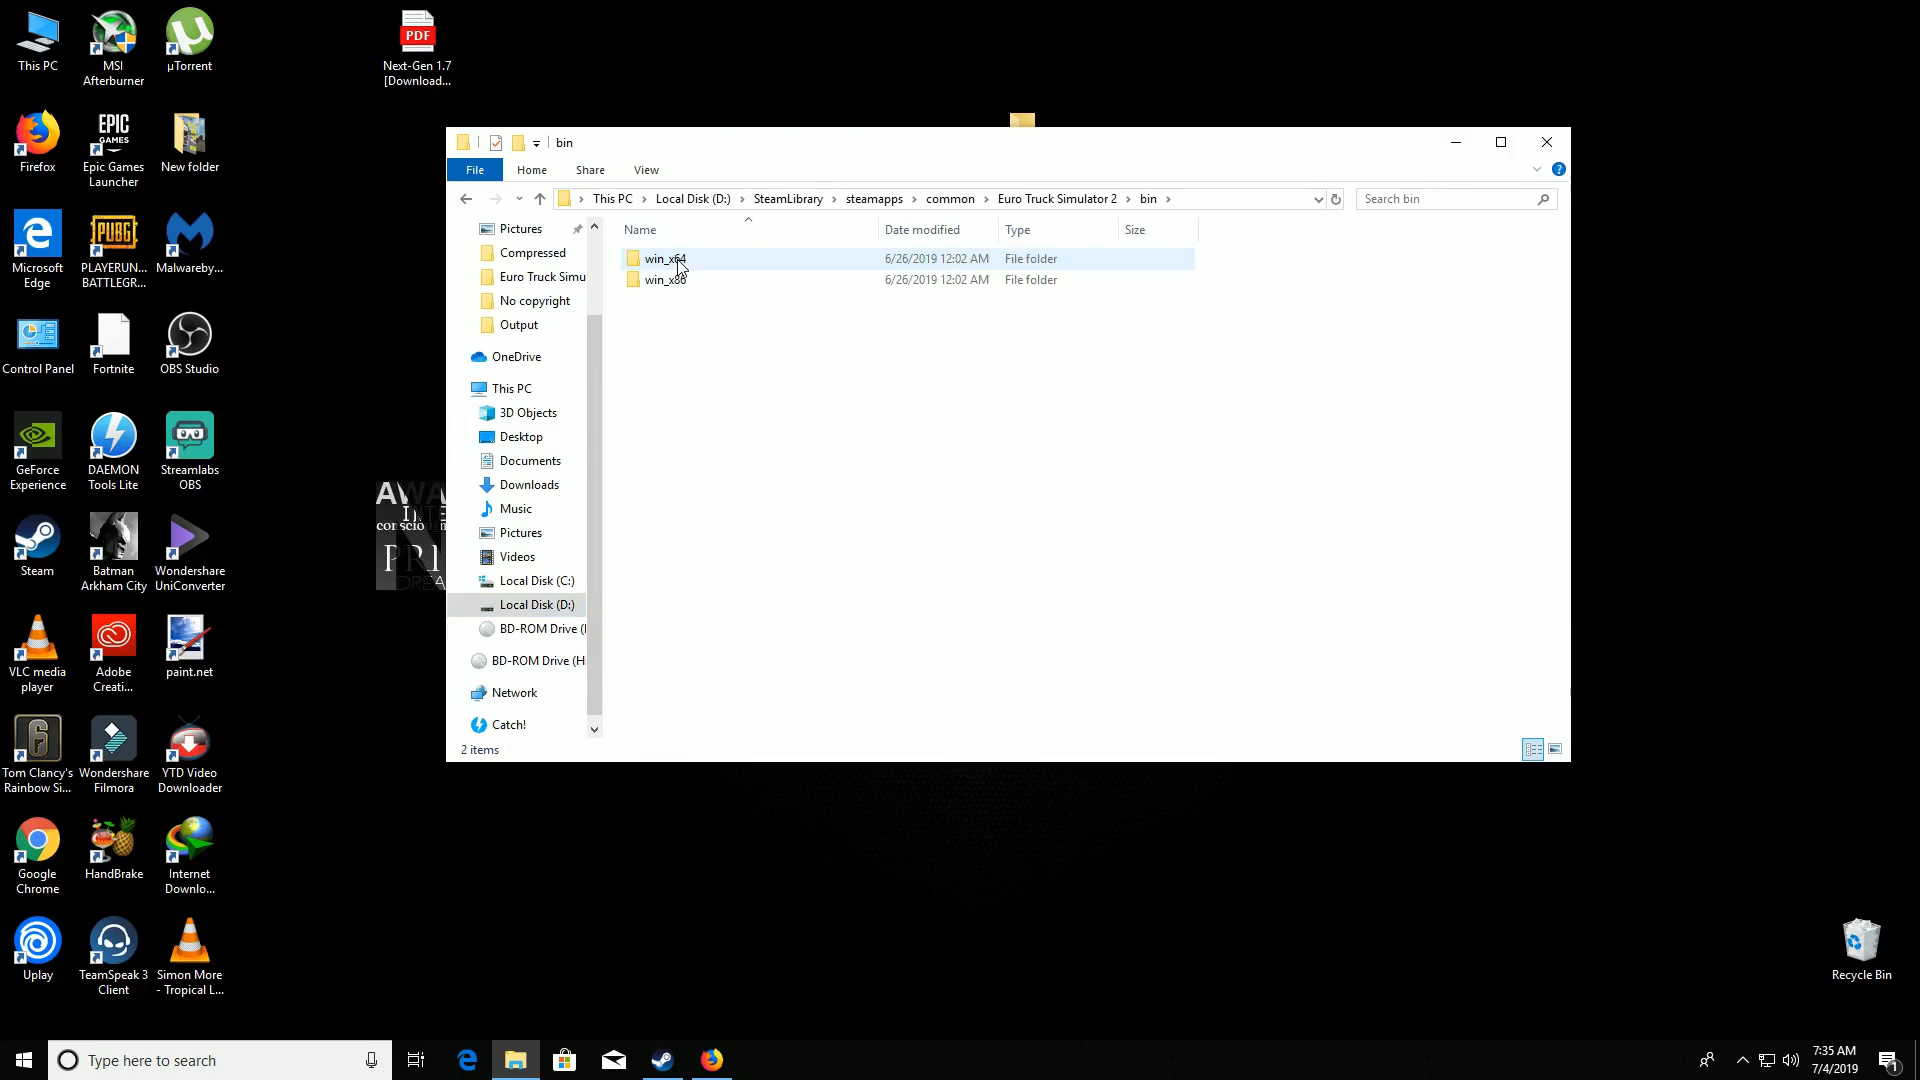 This PC
MSI
Afterburner
µTorrent
PDF
Next-Gen 1.7
[Download...
Firefox
EPIC
GAMES
Epic Games
Launcher
New folder
Microsoft
Edge
PUBG
PLAYERUN...
BATTLEGR...
Malwareby...
Control Panel
Fortnite
OBS Studio
GeForce
Experience
DAEMON
Tools Lite
Streamlabs
OBS
Steam
Batman
Arkham City
Wondershare
UniConverter
VLC media
player
Adobe
Creati...
paint.net
Tom Clancy's
Rainbow Si...
Wondershare
Filmora
YTD Video
Downloader
Google
Chrome
HandBrake
Internet
Downlo...
Uplay
TeamSpeak 3
Client
Simon More
- Tropical L...
bin
File
Home
Share
View
This PC
Local Disk (D:)
SteamLibrary
steamapps
common
Euro Truck Simulator 2
bin
Search bin
Pictures
Compressed
Euro Truck Simu
No copyright
Output
OneDrive
This PC
3D Objects
Desktop
Documents
Downloads
Music
Pictures
Videos
Local Disk (C:)
Local Disk (D:)
BD-ROM Drive (
BD-ROM Drive (H
Network
Catch!
2 items
Name
Date modified
Type
Size
win_x64
6/26/2019 12:02 AM
File folder
win_x86
6/26/2019 12:02 AM
File folder
Recycle Bin
Type here to search
7:35 AM
7/4/2019
1